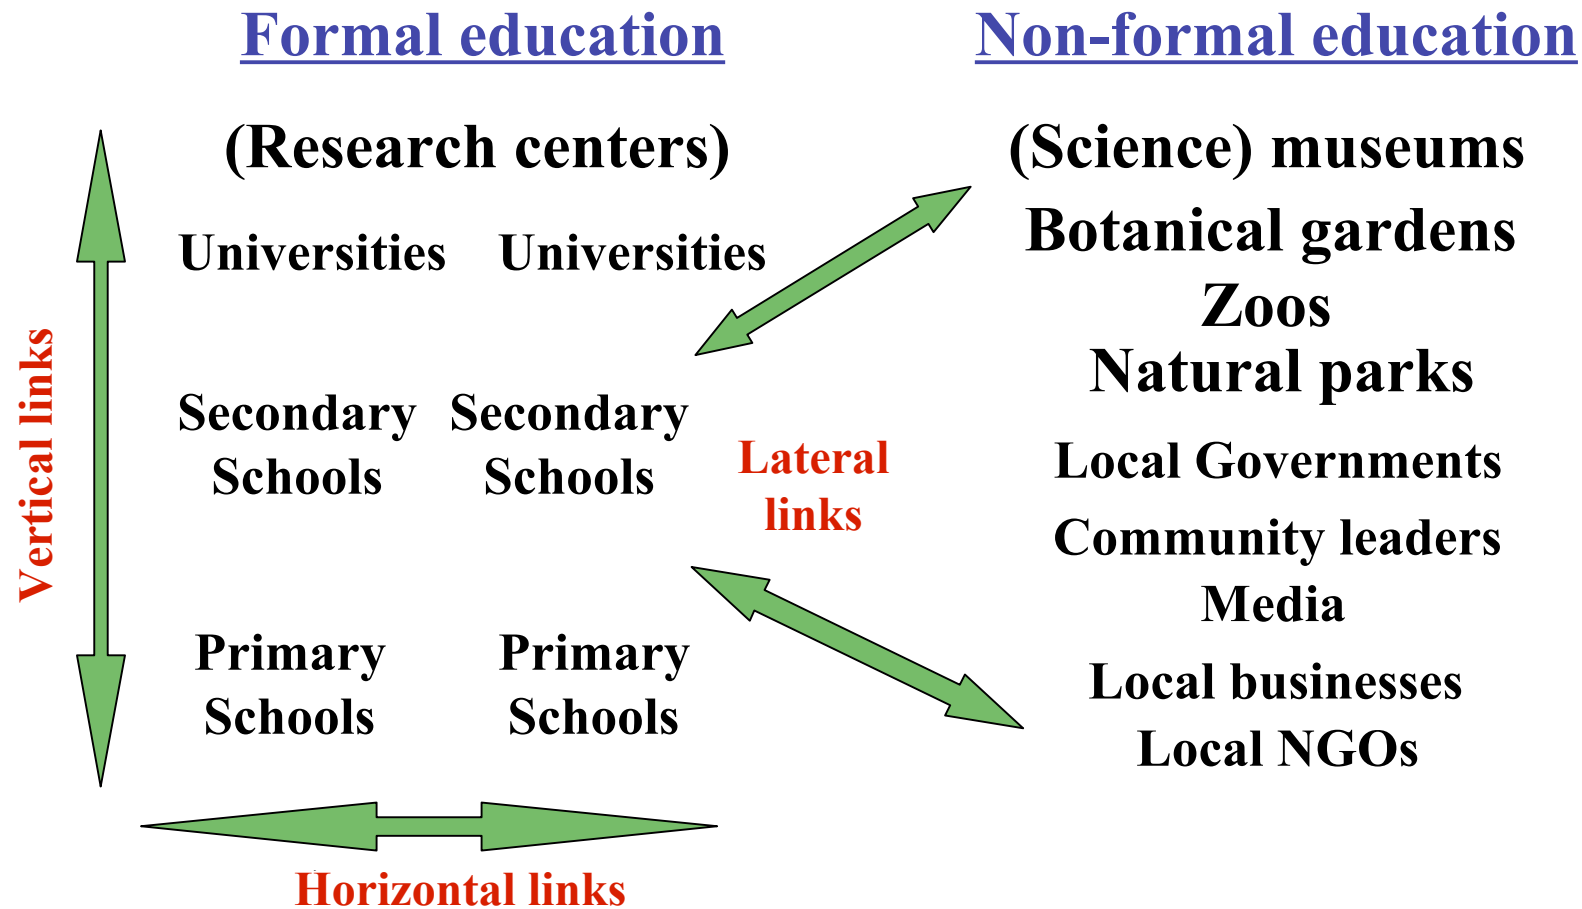 Formal education
Non-formal education
(Research centers)
Universities Universities
Secondary Secondary
Schools Schools
Primary Primary
Schools Schools
Vertical links
Horizontal links
Lateral
links
(Science) museums
Botanical gardens
Zoos
Natural parks
Local Governments
Community leaders
Media
Local businesses
Local NGOs